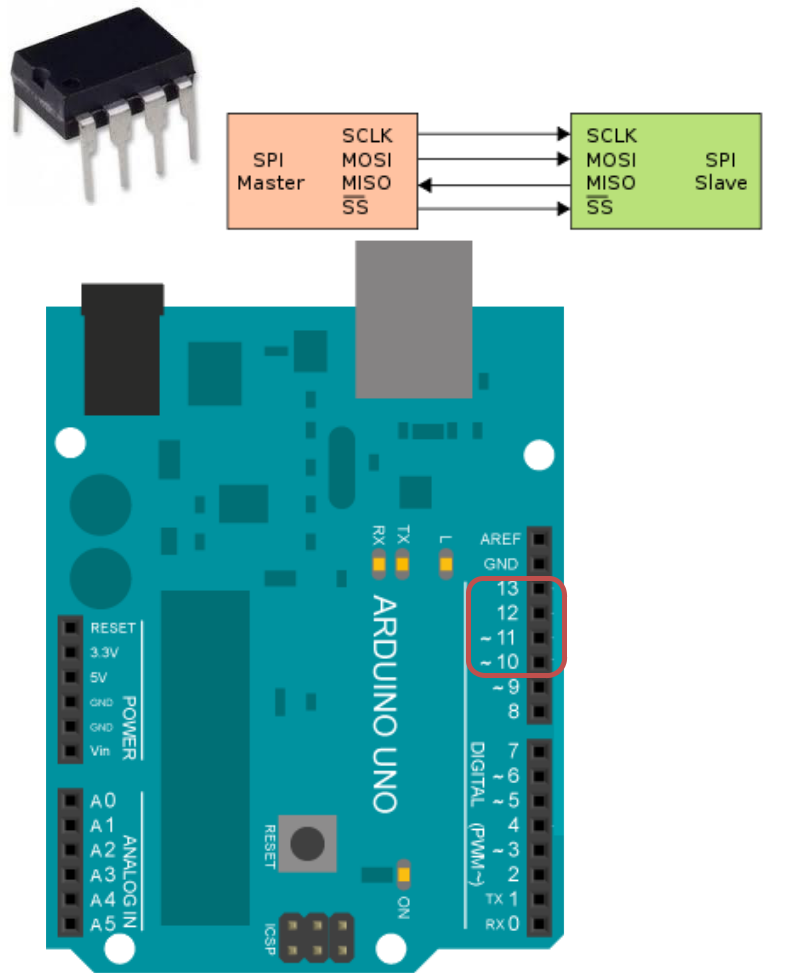 SPI
Master
SCLK
MOSI
MISO
SS
SCLK
MOSI
MISO
SS
SPI
Slave
RX
TX
L
AREF
GND
13
12
~ 11
~ 10
~ 9
8
RESET
3.3V
5V
GND
GND
Vin
POWER
ARDUINO UNO
7
~ 6
~ 5
4
~ 3
2
TX 1
RX 0
DIGITAL (PWM~)
A0
A1
A2
A3
A4
A5
ANALOG IN
RESET
ON
ICSP